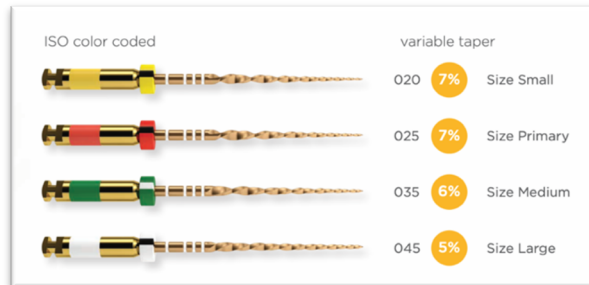 ISO color coded variable taper
020 7% Size Small
025 7% Size Primary
035 6% Size Medium
045 5% Size Large